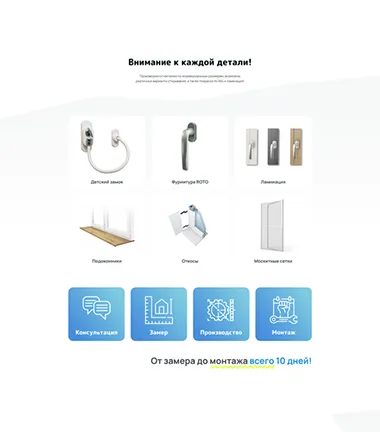 Внимание к каждой детали!
Детский замок
Фурнитура ROTO
Ламинация
Подоконники
Откосы
Москитные сетки
Консультация
Замер
Производство
Монтаж
От замера до монтажа всего 10 дней!